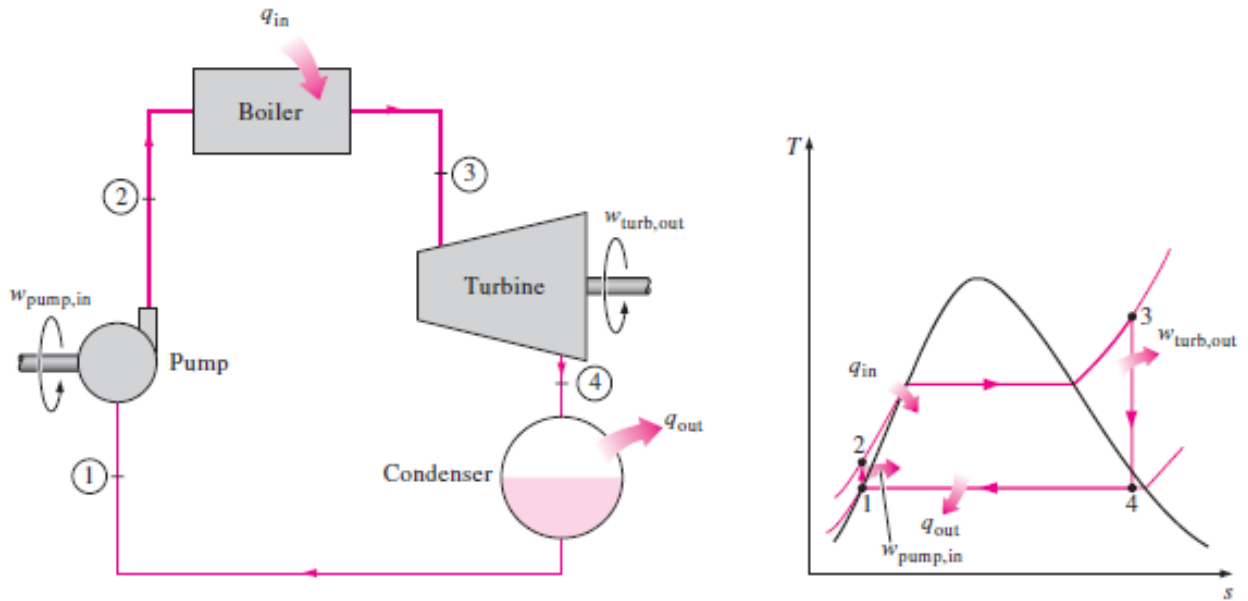 q_in
Boiler
2
3
w_turb,out
Turbine
w_pump,in
Pump
4
q_out
1
Condenser
T
3
w_turb,out
q_in
2
1
4
q_out
w_pump,in
s